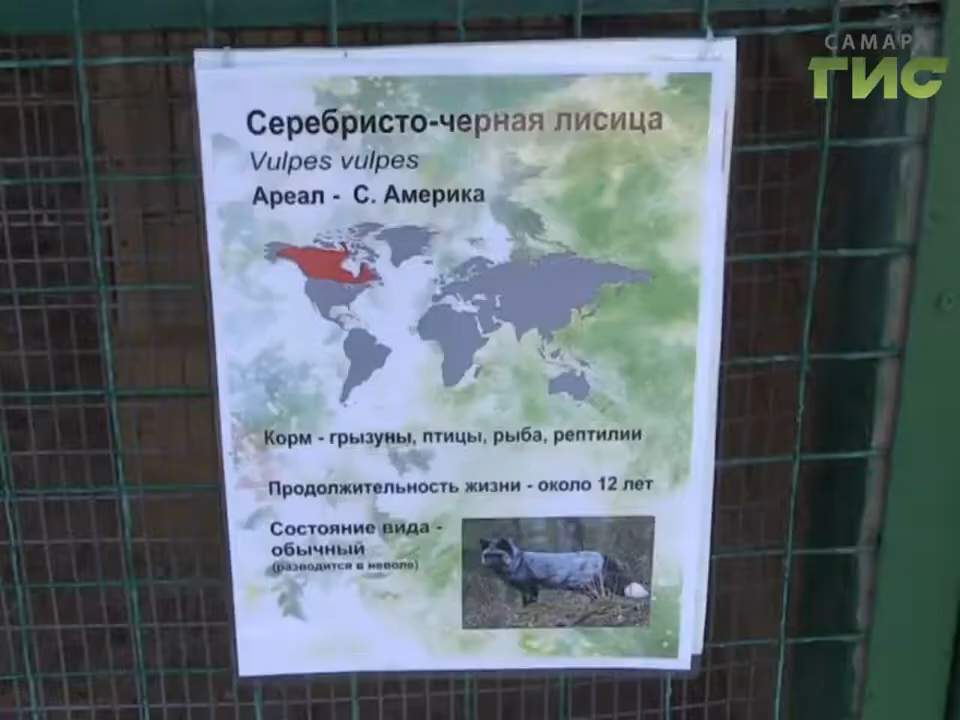 САМАРА
ГИС
Серебристо-черная лисица
Vulpes vulpes
Ареал - С. Америка
Корм - грызуны, птицы, рыба, рептилии
Продолжительность жизни - около 12 лет
Состояние вида -
обычный
(разводится в неволе)